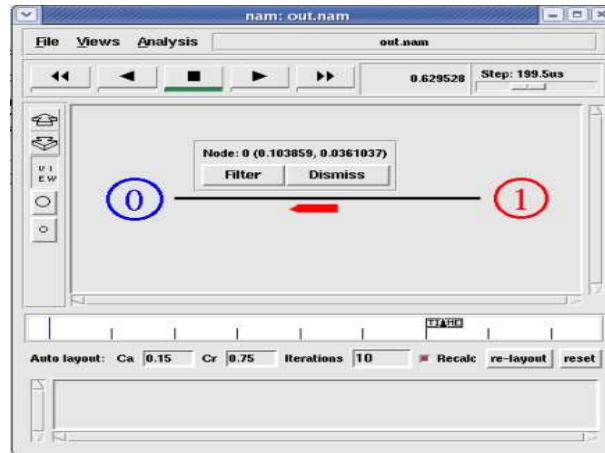 nam: out.nam
File Views Analysis out.nam
0.629528 Step: 199.5us
VI
EW
Node: 0 (0.103859, 0.0361037)
Filter Dismiss
0 1
TIME
Auto layout: Ca 0.15 Cr 0.75 Iterations 10 Recalc re-layout reset